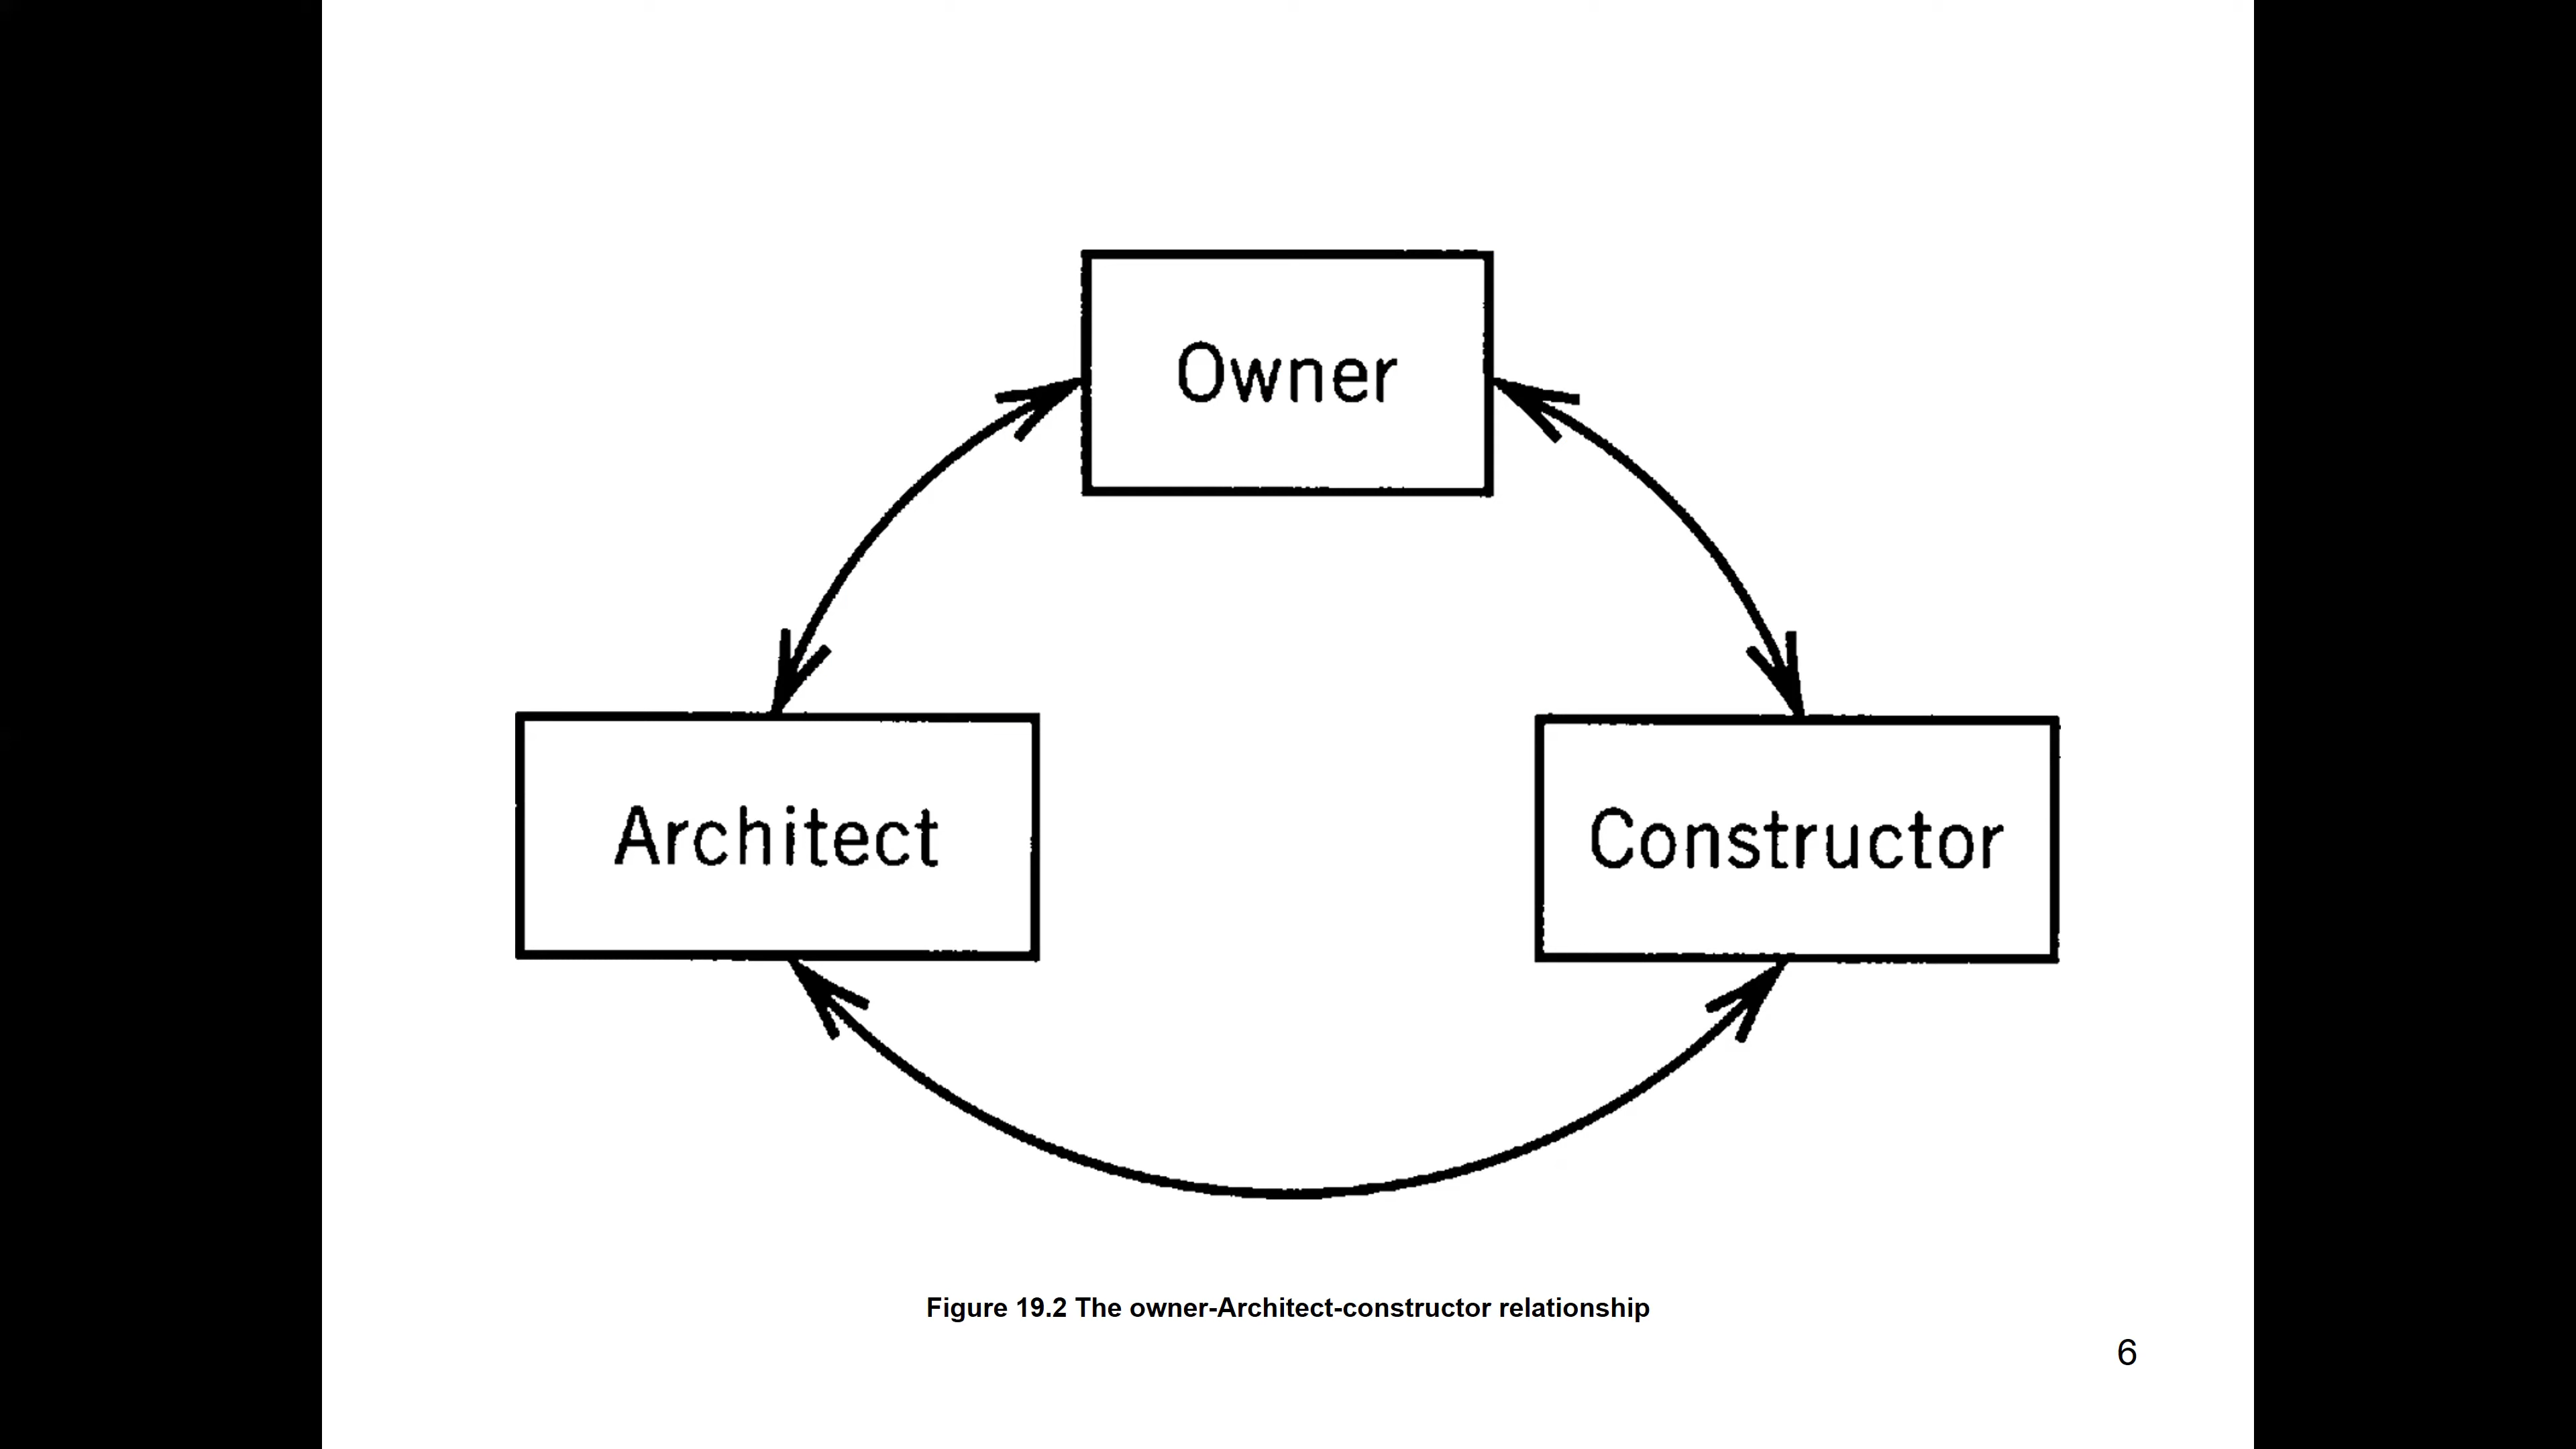 Owner
Architect
Constructor
Figure 19.2 The owner-Architect-constructor relationship
6